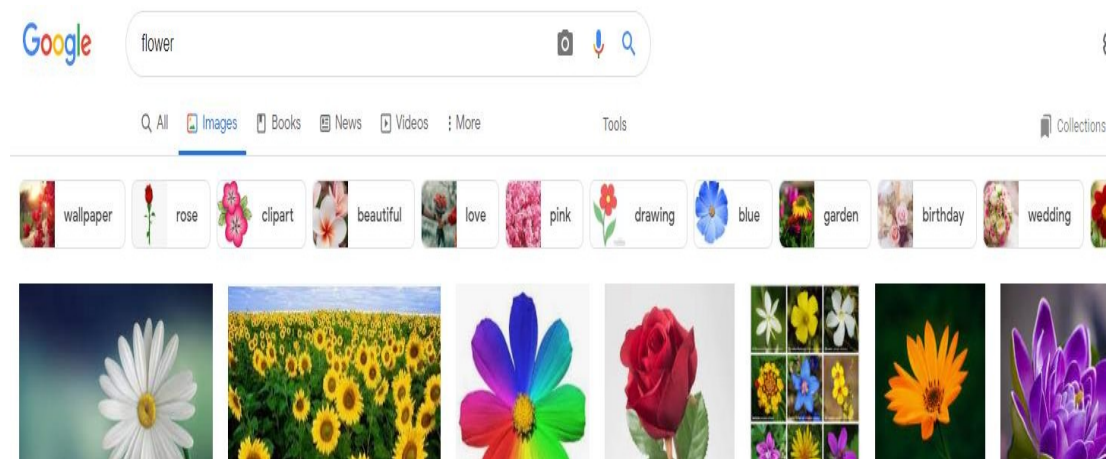 Google flower
All Images Books News Videos More Tools Collections
wallpaper rose clipart beautiful love pink drawing blue garden birthday wedding